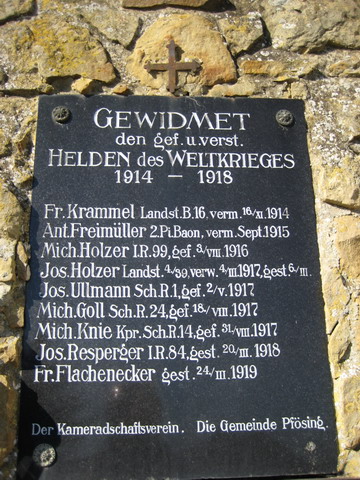 GEWIDMET
den gef. u. verst.
HELDEN DES WELTKRIEGES
1914 – 1918
Fr. Krammel Landst. B. 16, verm. 16/XI. 1914
Ant. Freimüller 2. Pi. Baon, verm. Sept. 1915
Mich. Holzer I.R. 99, gef. 3/VIII. 1916
Jos. Holzer Landst. 4/39, verw. 4/III. 1917, gest. 6/III.
Jos. Ullmann Sch. R. 1, gef. 2/V. 1917
Mich. Goll Sch. R. 24, gef. 18/VIII. 1917
Mich. Knie Kpr. Sch. R. 14, gef. 31/VIII. 1917
Jos. Resperger I.R. 84, gest. 20/III. 1918
Fr. Flachenecker gest. 24/III. 1919
Der Kameradschaftsverein. Die Gemeinde Pfösing.